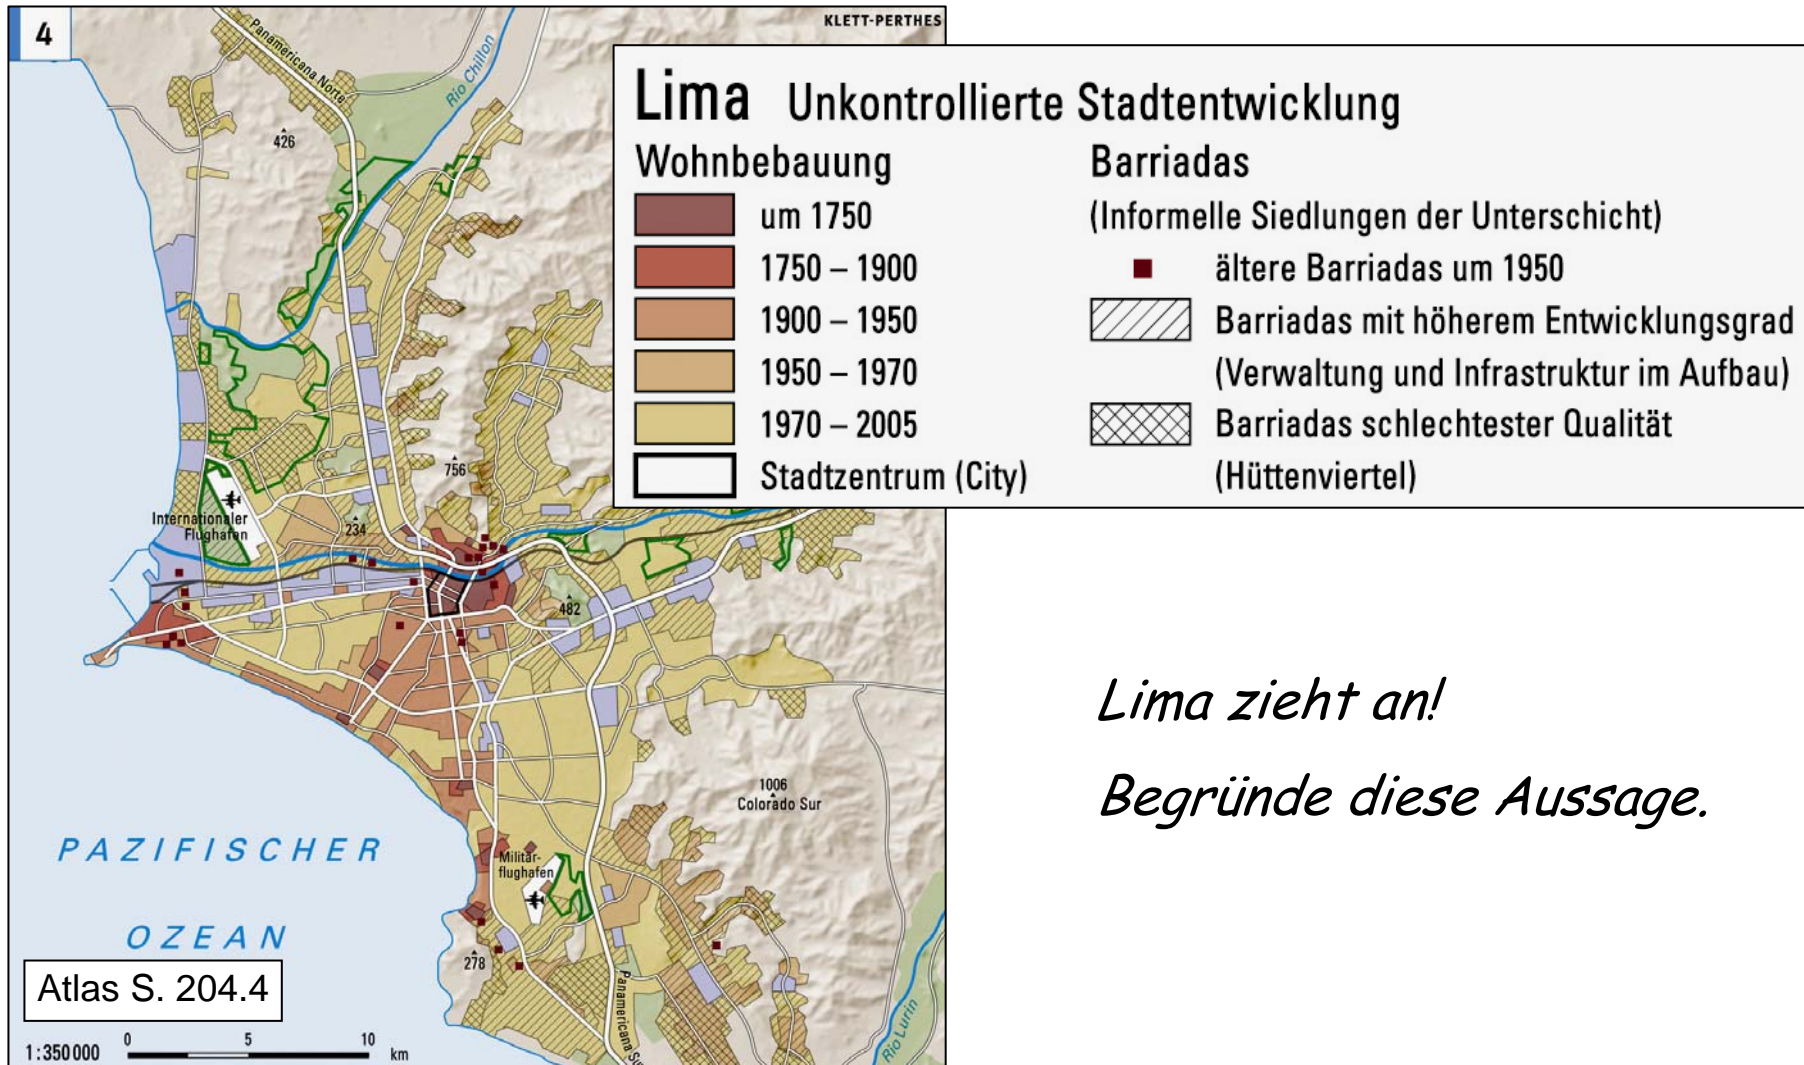 4
KLETT-PERTHES
Panamericana Norte
Rio Chillon
426
Lima Unkontrollierte Stadtentwicklung
Wohnbebauung
um 1750
1750 – 1900
1900 – 1950
1950 – 1970
1970 – 2005
Stadtzentrum (City)
Barriadas
(Informelle Siedlungen der Unterschicht)
ältere Barriadas um 1950
Barriadas mit höherem Entwicklungsgrad
(Verwaltung und Infrastruktur im Aufbau)
Barriadas schlechtester Qualität
(Hüttenviertel)
756
Internationaler
Flughafen
234
482
Lima zieht an!
Begründe diese Aussage.
1006
Colorado Sur
PAZIFISCHER
OZEAN
Militär-
flughafen
278
Panamericana Su
Rio Lurin
Atlas S. 204.4
1:350 000
0 5 10
km